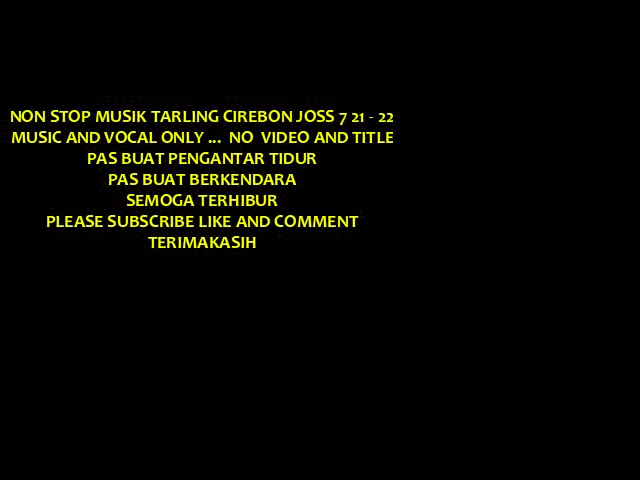 NON STOP MUSIK TARLING CIREBON JOSS 7 21 - 22
MUSIC AND VOCAL ONLY ... NO VIDEO AND TITLE
PAS BUAT PENGANTAR TIDUR
PAS BUAT BERKENDARA
SEMOGA TERHIBUR
PLEASE SUBSCRIBE LIKE AND COMMENT
TERIMAKASIH